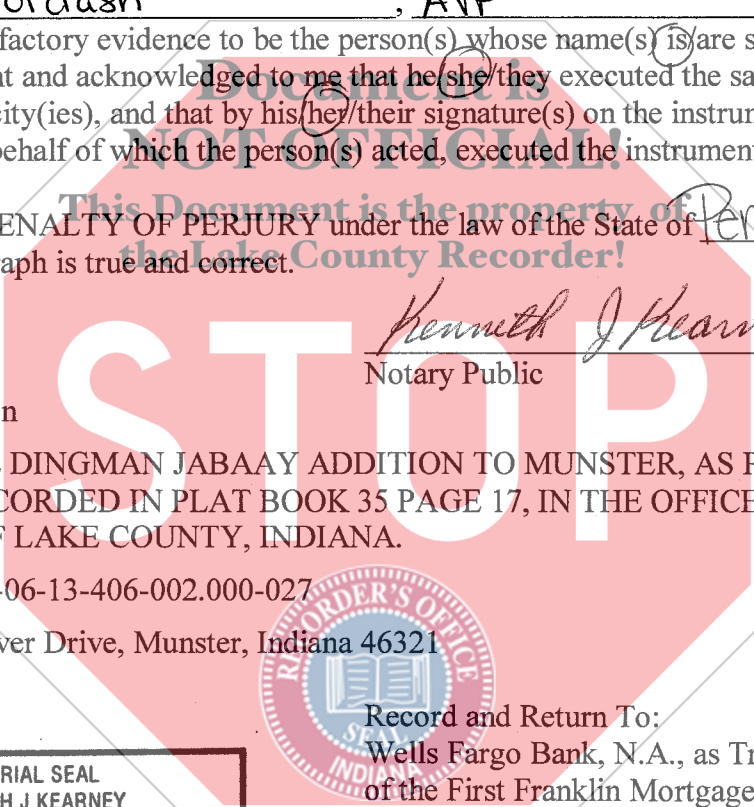 , AVP
factory evidence to be the person(s) whose name(s) is/are s
nt and acknowledged to me that he/she/they executed the sa
city(ies), and that by his/her/their signature(s) on the instrum
behalf of which the person(s) acted, executed the instrument
Document is
NOT OFFICIAL!
This Document is the property of
the Lake County Recorder!
ENALTY OF PERJURY under the law of the State of Pen
raph is true and correct.
Kenneth J Kearn
Notary Public
STOP
n
DINGMAN JABAAY ADDITION TO MUNSTER, AS P
CORDED IN PLAT BOOK 35 PAGE 17, IN THE OFFICE
F LAKE COUNTY, INDIANA.
-06-13-406-002.000-027
ver Drive, Munster, Indiana 46321
RECORDER'S OFFICE
SEAL
INDIANA
Record and Return To:
Wells Fargo Bank, N.A., as Tr
of the First Franklin Mortgage
RIAL SEAL
H J KEARNEY